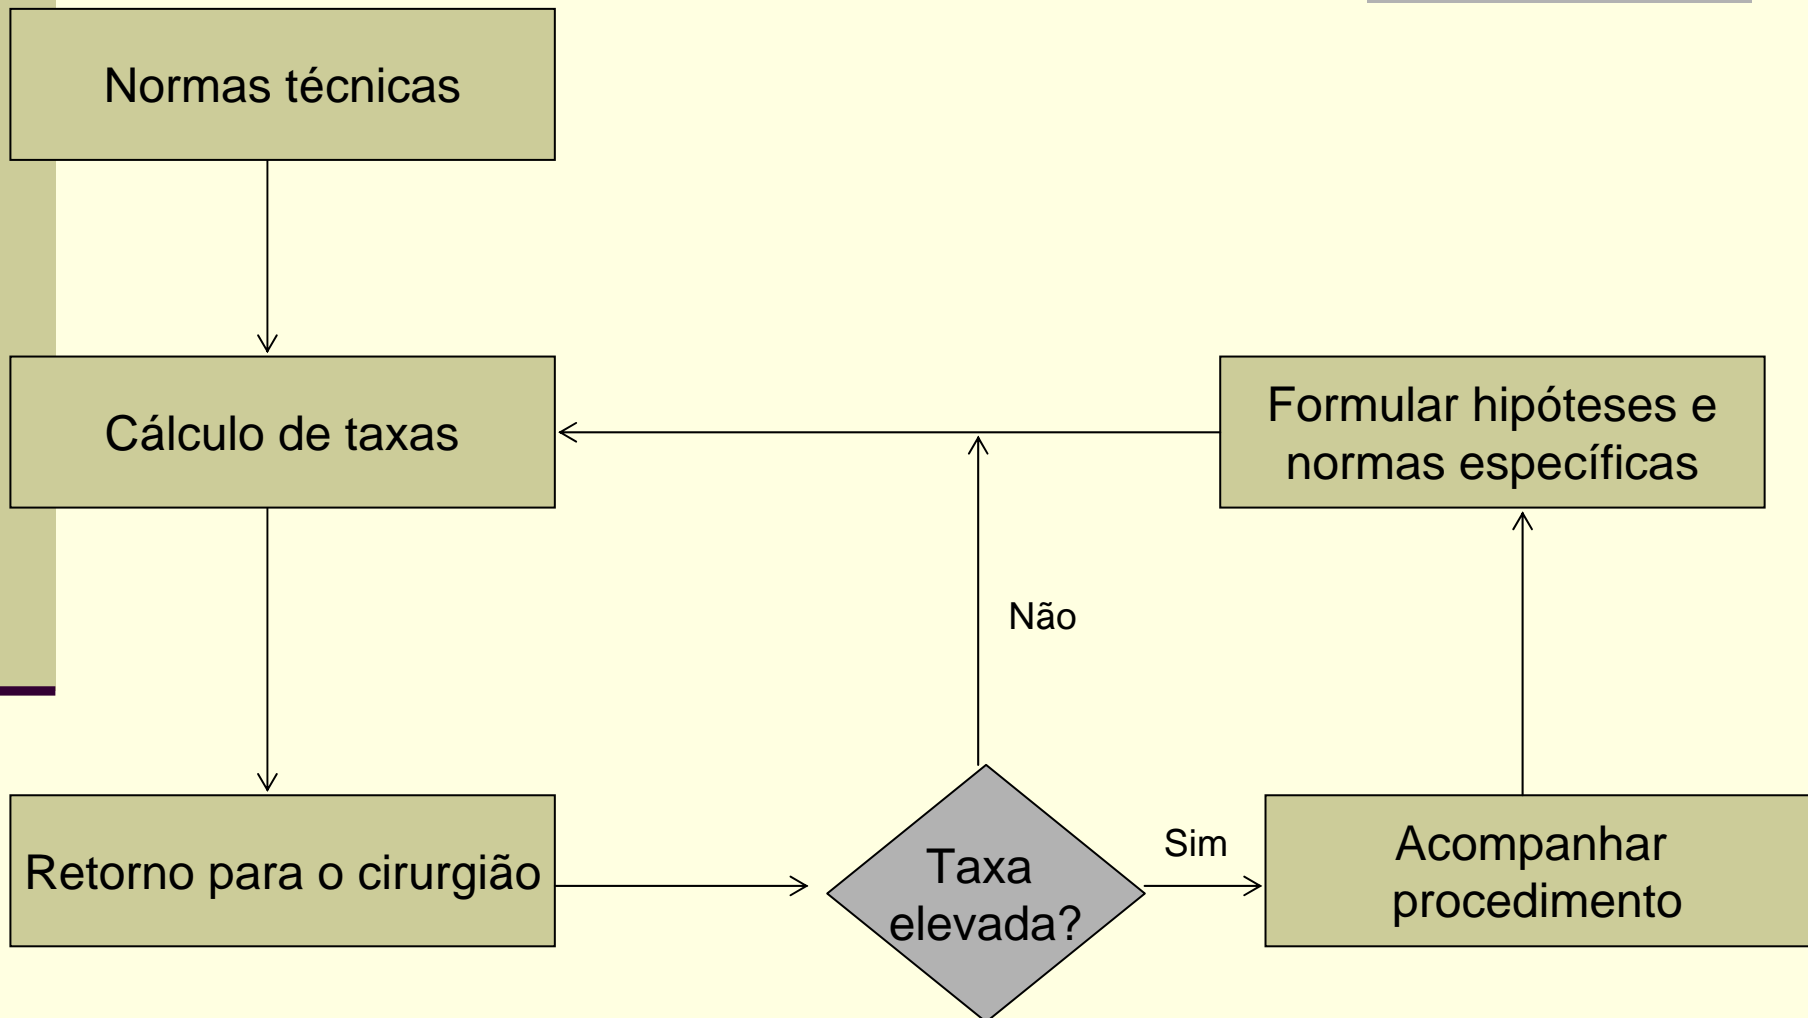 Normas técnicas
Cálculo de taxas
Formular hipóteses e
normas específicas
Não
Retorno para o cirurgião
Taxa
elevada?
Sim
Acompanhar
procedimento